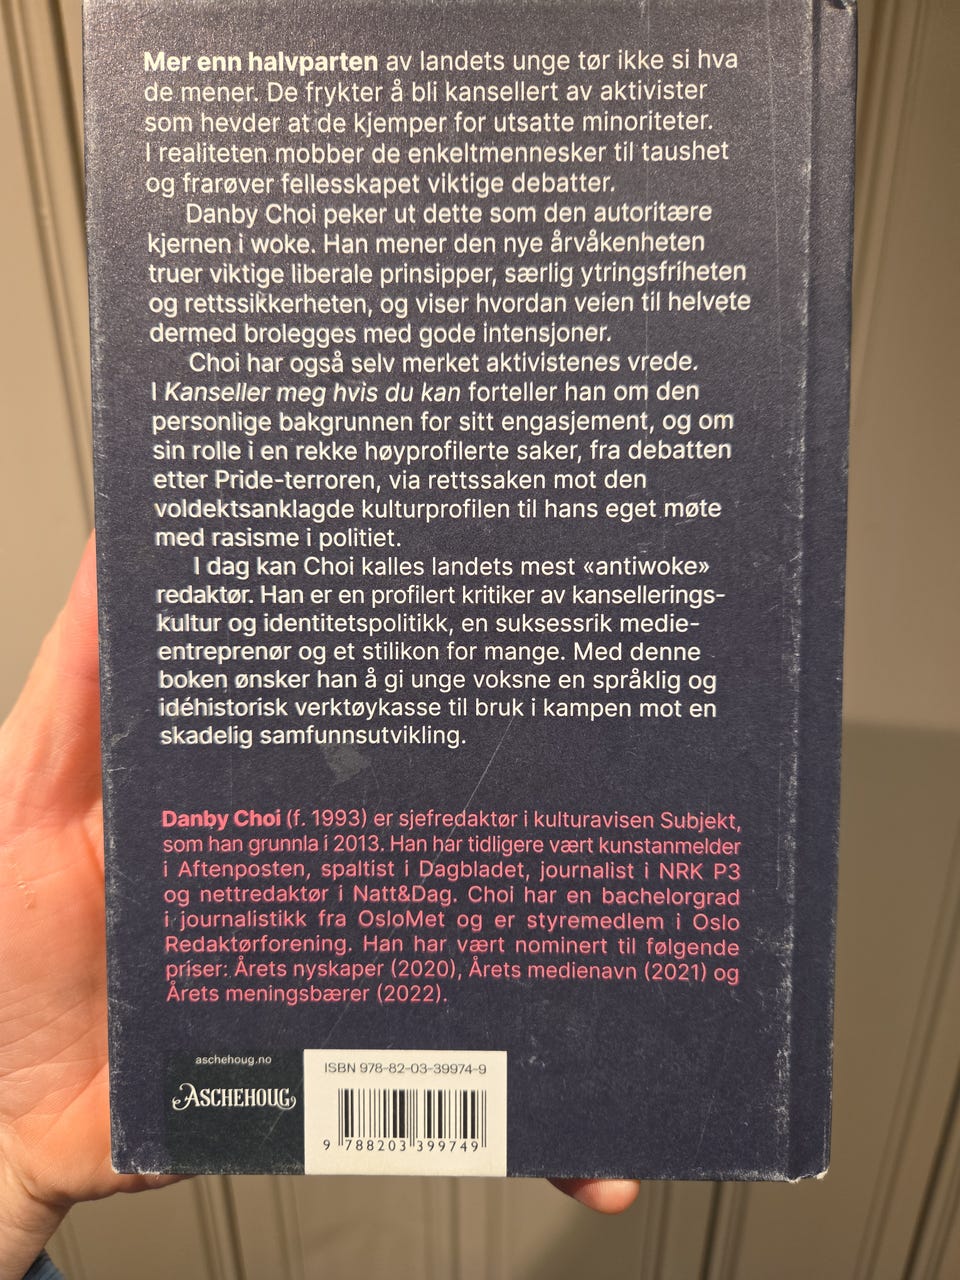 Mer enn halvparten av landets unge tør ikke si hva
de mener. De frykter å bli kansellert av aktivister
som hevder at de kjemper for utsatte minoriteter.
I realiteten mobber de enkeltmennesker til taushet
og frarøver fellesskapet viktige debatter.
Danby Choi peker ut dette som den autoritære
kjernen i woke. Han mener den nye årvåkenheten
truer viktige liberale prinsipper, særlig ytringsfriheten
og rettssikkerheten, og viser hvordan veien til helvete
dermed brolegges med gode intensjoner.
Choi har også selv merket aktivistenes vrede.
I Kanseller meg hvis du kan forteller han om den
personlige bakgrunnen for sitt engasjement, og om
sin rolle i en rekke høyprofilerte saker, fra debatten
etter Pride-terroren, via rettssaken mot den
voldektsanklagde kulturprofilen til hans eget møte
med rasisme i politiet.
I dag kan Choi kalles landets mest «antiwoke»
redaktør. Han er en profilert kritiker av kansellerings-
kultur og identitetspolitikk, en suksessrik medie-
entreprenør og et stilikon for mange. Med denne
boken ønsker han å gi unge voksne en språklig og
idéhistorisk verktøykasse til bruk i kampen mot en
skadelig samfunnsutvikling.
Danby Choi (f. 1993) er sjefredaktør i kulturavisen Subjekt,
som han grunnla i 2013. Han har tidligere vært kunstanmelder
i Aftenposten, spaltist i Dagbladet, journalist i NRK P3
og nettredaktør i Natt&Dag. Choi har en bachelorgrad
i journalistikk fra OsloMet og er styremedlem i Oslo
Redaktørforening. Han har vært nominert til følgende
priser: Årets nyskaper (2020), Årets medienavn (2021) og
Årets meningsbærer (2022).
aschehoug.no
ASCHEHOUG
ISBN 978-82-03-39974-9
9 788203 399749